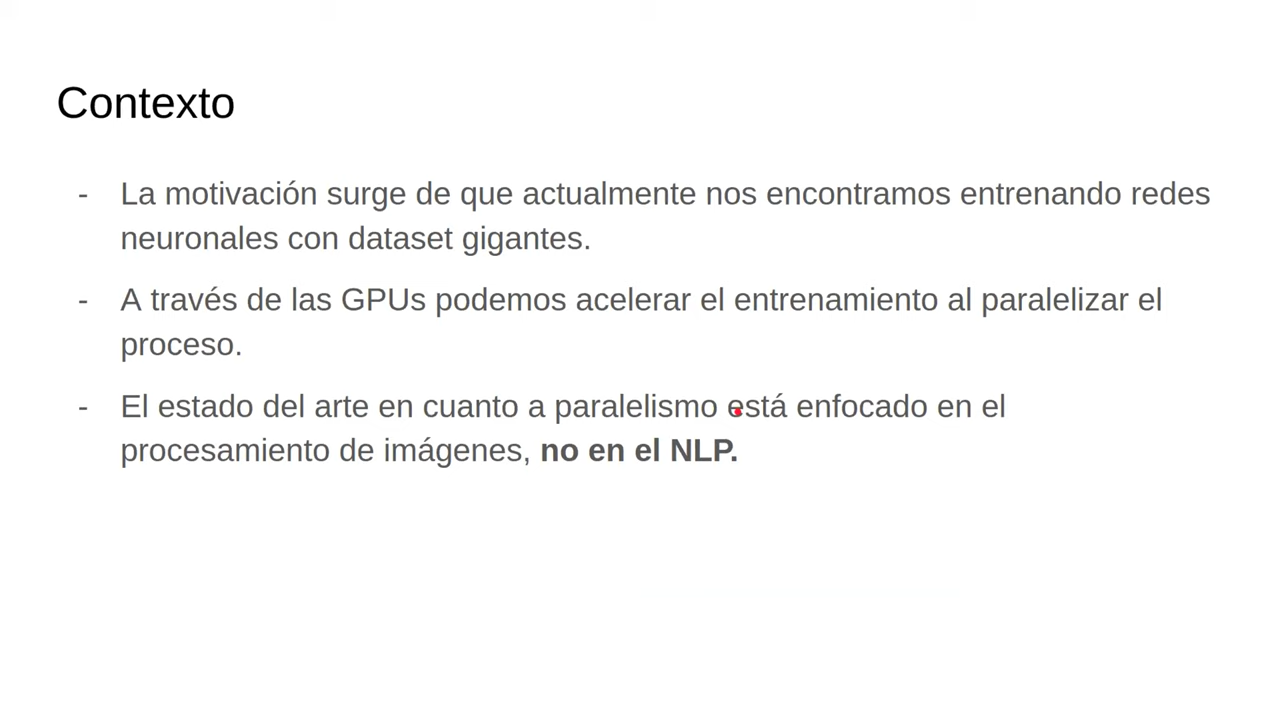 Contexto
- La motivación surge de que actualmente nos encontramos entrenando redes
neuronales con dataset gigantes.
- A través de las GPUs podemos acelerar el entrenamiento al paralelizar el
proceso.
- El estado del arte en cuanto a paralelismo está enfocado en el
procesamiento de imágenes, no en el NLP.